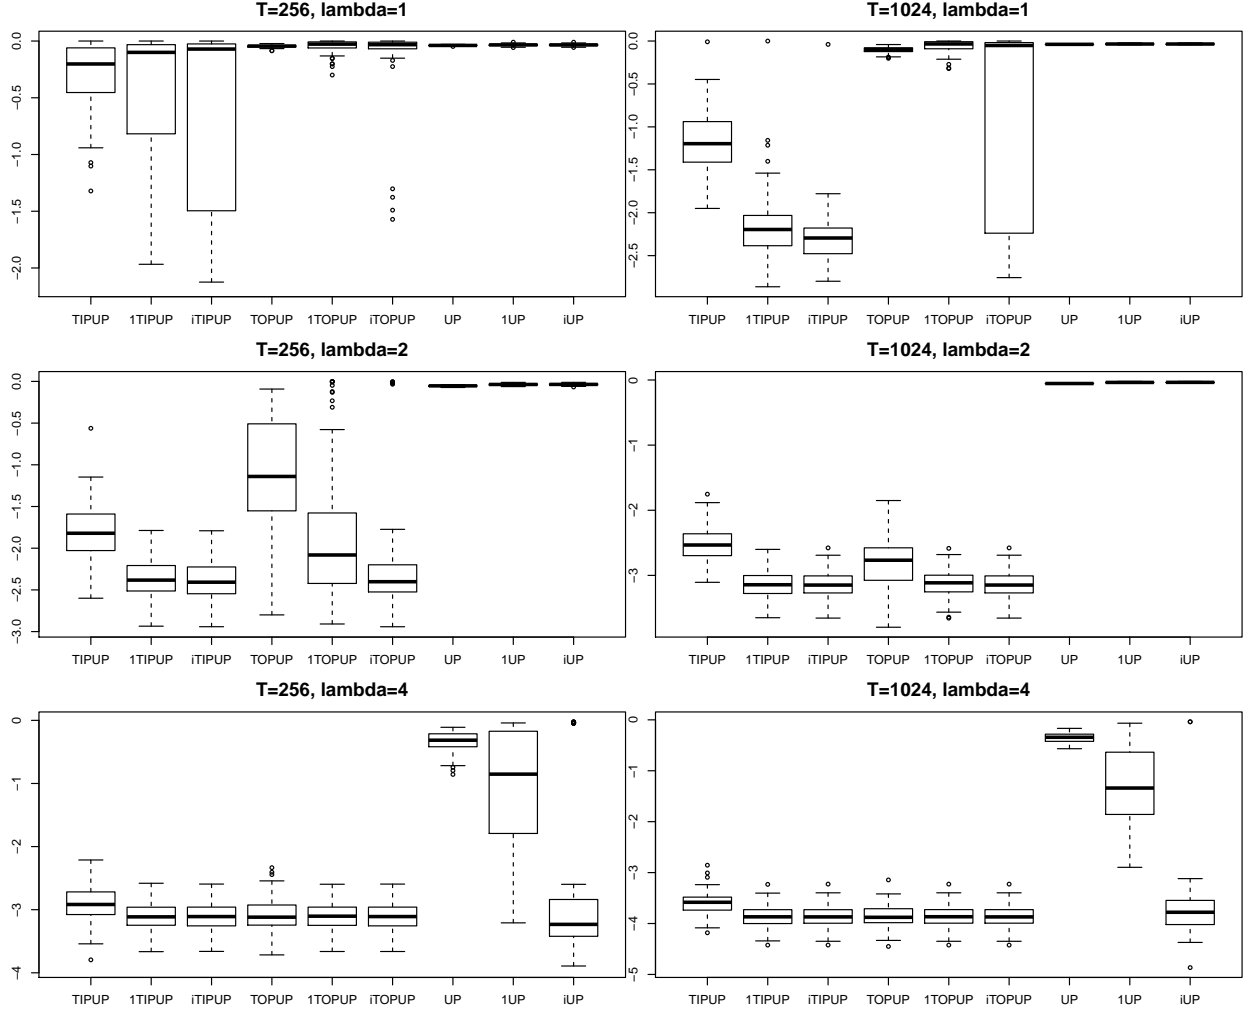 T=256, lambda=1
0.0
−0.5
−1.0
−1.5
−2.0
TIPUP 1TIPUP iTIPUP TOPUP 1TOPUP iTOPUP UP 1UP iUP
T=1024, lambda=1
0.0
−0.5
−1.0
−1.5
−2.0
−2.5
TIPUP 1TIPUP iTIPUP TOPUP 1TOPUP iTOPUP UP 1UP iUP
T=256, lambda=2
0.0
−0.5
−1.0
−1.5
−2.0
−2.5
−3.0
TIPUP 1TIPUP iTIPUP TOPUP 1TOPUP iTOPUP UP 1UP iUP
T=1024, lambda=2
0
−1
−2
−3
TIPUP 1TIPUP iTIPUP TOPUP 1TOPUP iTOPUP UP 1UP iUP
T=256, lambda=4
0
−1
−2
−3
−4
TIPUP 1TIPUP iTIPUP TOPUP 1TOPUP iTOPUP UP 1UP iUP
T=1024, lambda=4
0
−1
−2
−3
−4
−5
TIPUP 1TIPUP iTIPUP TOPUP 1TOPUP iTOPUP UP 1UP iUP